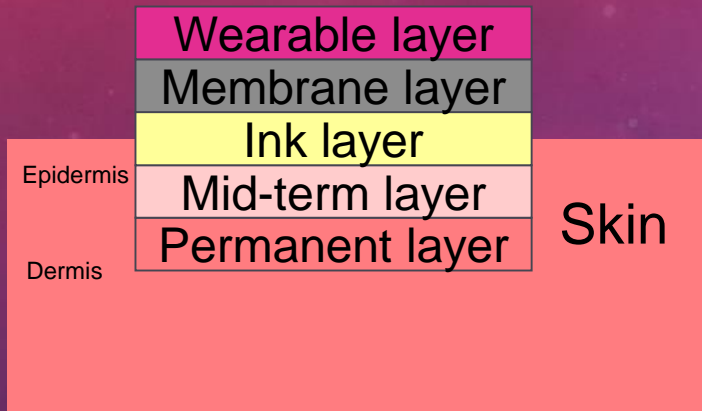 Wearable layer
Membrane layer
Ink layer
Epidermis
Mid-term layer
Skin
Permanent layer
Dermis